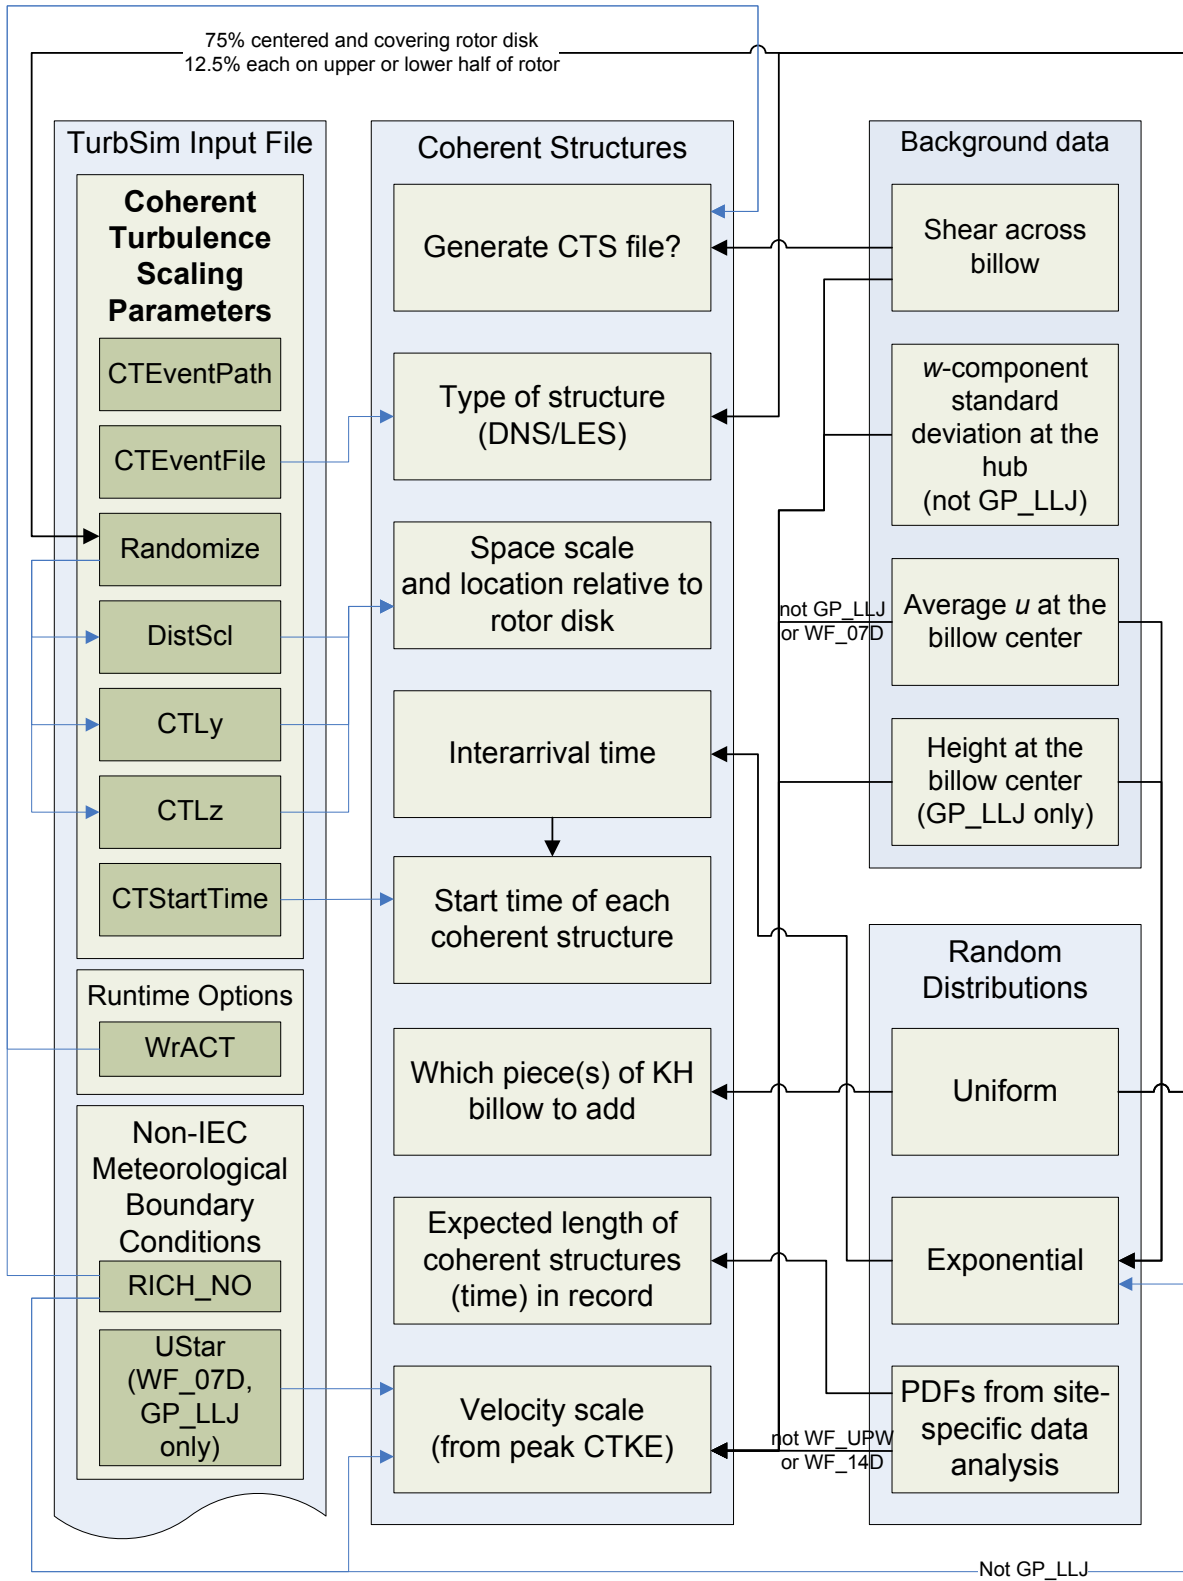 75% centered and covering rotor disk
12.5% each on upper or lower half of rotor
TurbSim Input File
Coherent
Turbulence
Scaling
Parameters
CTEventPath
CTEventFile
Randomize
DistScl
CTLy
CTLz
CTStartTime
Runtime Options
WrACT
Non-IEC
Meteorological
Boundary
Conditions
RICH_NO
UStar
(WF_07D,
GP_LLJ
only)
Coherent Structures
Generate CTS file?
Type of structure
(DNS/LES)
Space scale
and location relative to
rotor disk
Interarrival time
Start time of each
coherent structure
Which piece(s) of KH
billow to add
Expected length of
coherent structures
(time) in record
Velocity scale
(from peak CTKE)
Background data
Shear across
billow
w-component
standard
deviation at the
hub
(not GP_LLJ)
not GP_LLJ
or WF_07D
Average u at the
billow center
Height at the
billow center
(GP_LLJ only)
Random
Distributions
Uniform
Exponential
PDFs from site-
specific data
analysis
not WF_UPW
or WF_14D
Not GP_LLJ